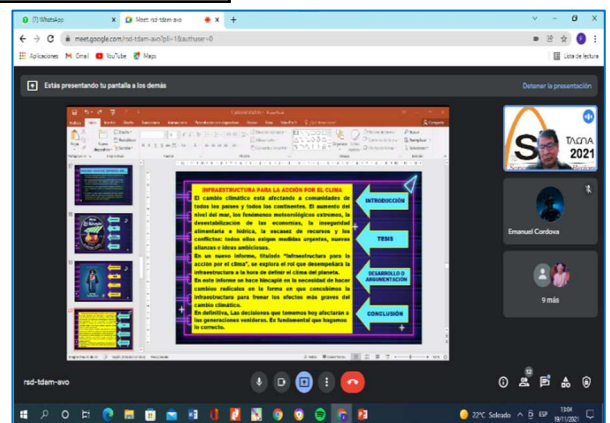 (7) WhatsApp
Meet: rsd-tdam-avo
meet.google.com/rsd-tdam-avo?pli=1&authuser=0
Aplicaciones
Gmail
YouTube
Maps
Lista de lectura
Estás presentando tu pantalla a los demás
Detener la presentación
INFRAESTRUCTURA PARA LA ACCIÓN POR EL CLIMA
El cambio climático está afectando a comunidades de
todos los países y todos los continentes. El aumento del
nivel del mar, los fenómenos meteorológicos extremos, la
desestabilización de las economías, la inseguridad
alimentaria e hídrica, la escasez de recursos y los
conflictos: todos ellos exigen medidas urgentes, nuevas
alianzas e ideas ambiciosas.
En un nuevo informe, titulado "Infraestructura para la
acción por el clima", se explora el rol que desempeñará la
infraestructura a la hora de definir el clima del planeta.
En este informe se hace hincapié en la necesidad de hacer
cambios radicales en la forma en que concebimos la
infraestructura para frenar los efectos más graves del
cambio climático.
En definitiva, Las decisiones que tomemos hoy afectarán a
las generaciones venideras. En fundamental que hagamos
lo correcto.
INTRODUCCIÓN
TESIS
DESARROLLO O
ARGUMENTACIÓN
CONCLUSIÓN
S
TACNA
2021
Emanuel Cordova
9 más
rsd-tdam-avo
12
22°C Soleado
ESP
13:04
19/11/2021